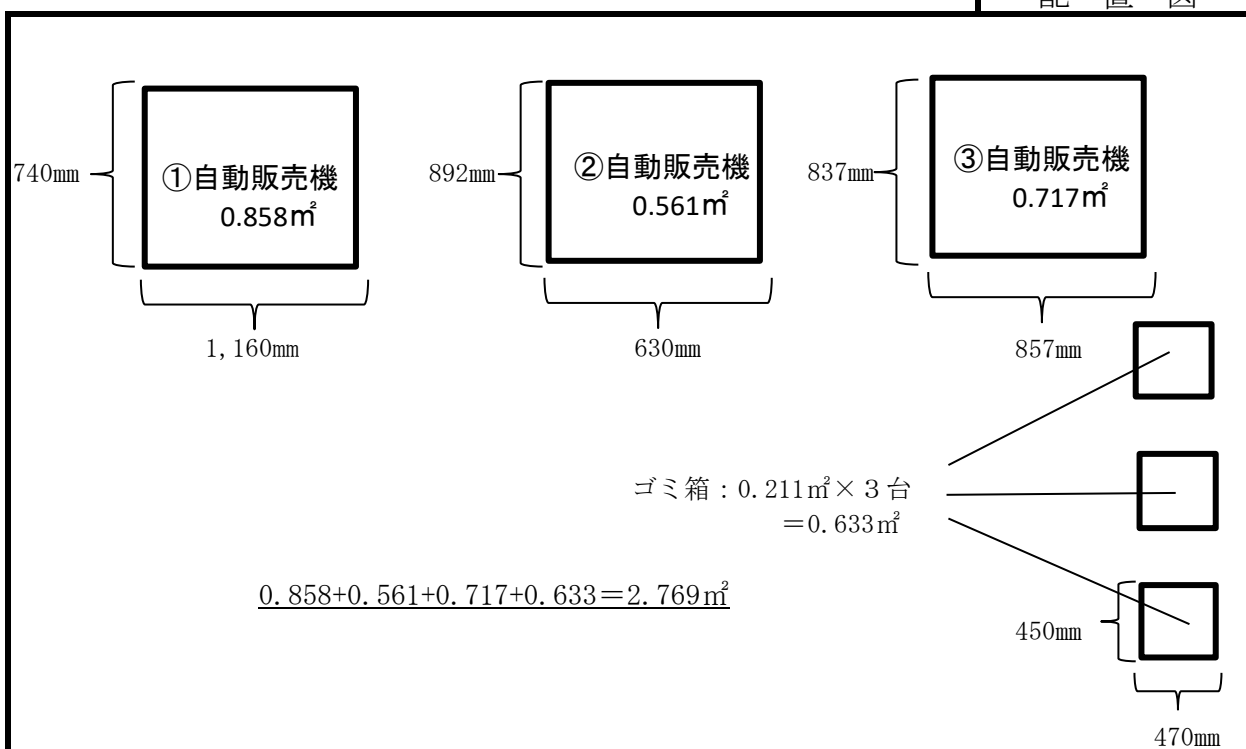 配 置 図
740mm
①自動販売機
0.858㎡
1,160mm
892mm
②自動販売機
0.561㎡
630mm
837mm
③自動販売機
0.717㎡
857mm
ゴミ箱：0.211㎡×３台
＝0.633㎡
0.858+0.561+0.717+0.633＝2.769㎡
450mm
470mm